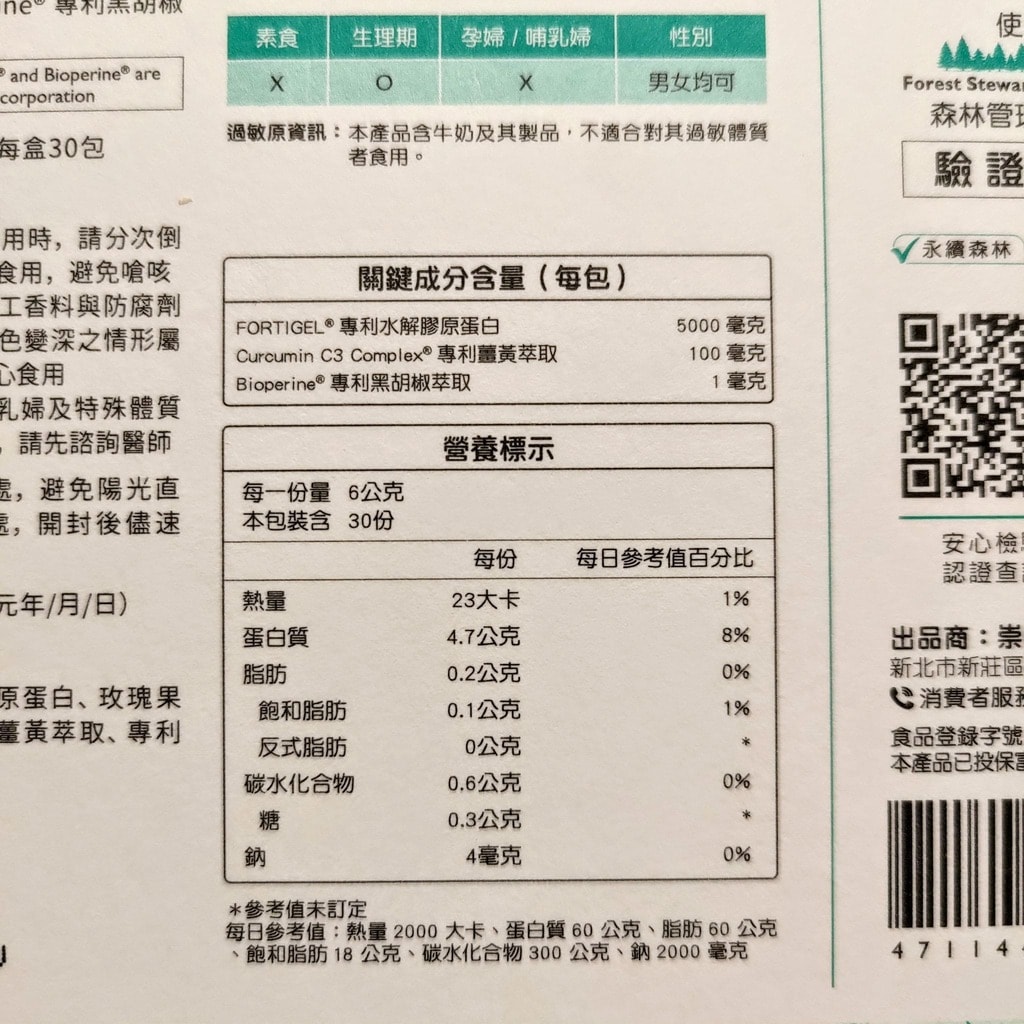 專利黑胡椒
® and Bioperine® are
corporation
每盒30包
用時，請分次倒
食用，避免嗆咳
工香料與防腐劑
色變深之情形屬
心食用
乳婦及特殊體質
，請先諮詢醫師
處，避免陽光直
處，開封後儘速
元年/月/日）
原蛋白、玫瑰果
薑黃萃取、專利
素食 生理期 孕婦 / 哺乳婦 性別
X O X 男女均可
過敏原資訊：本產品含牛奶及其製品，不適合對其過敏體質
者食用。
關鍵成分含量（每包）
FORTIGEL® 專利水解膠原蛋白 5000 毫克
Curcumin C3 Complex® 專利薑黃萃取 100 毫克
Bioperine® 專利黑胡椒萃取 1 毫克
營養標示
每一份量 6公克
本包裝含 30份
每份 每日參考值百分比
熱量 23大卡 1%
蛋白質 4.7公克 8%
脂肪 0.2公克 0%
飽和脂肪 0.1公克 1%
反式脂肪 0公克 *
碳水化合物 0.6公克 0%
糖 0.3公克 *
鈉 4毫克 0%
＊參考值未訂定
每日參考值：熱量 2000 大卡、蛋白質 60 公克、脂肪 60 公克
、飽和脂肪 18 公克、碳水化合物 300 公克、鈉 2000 毫克
使
Forest Stewar
森林管理
驗證
永續森林
安心檢驗
認證查
出品商：崇
新北市新莊區
消費者服務
食品登錄字號
本產品已投保富
4 7 1 1 4